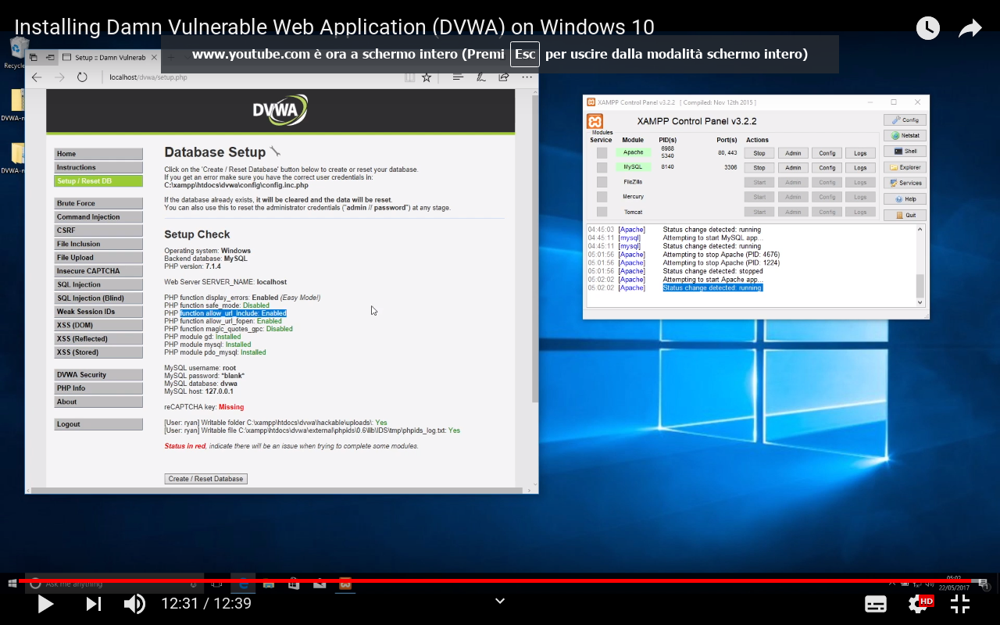 Installing Damn Vulnerable Web Application (DVWA) on Windows 10
www.youtube.com è ora a schermo intero (Premi Esc per uscire dalla modalità schermo intero)
Recycle
DVWA-m
DVWA-m
Setup :: Damn Vulnerab
localhost/dvwa/setup.php
DVWA
Home
Instructions
Setup / Reset DB
Brute Force
Command Injection
CSRF
File Inclusion
File Upload
Insecure CAPTCHA
SQL Injection
SQL Injection (Blind)
Weak Session IDs
XSS (DOM)
XSS (Reflected)
XSS (Stored)
DVWA Security
PHP Info
About
Logout
Database Setup
Click on the 'Create / Reset Database' button below to create or reset your database.
If you get an error make sure you have the correct user credentials in:
C:\xampp\htdocs\dvwa\config\config.inc.php
If the database already exists, it will be cleared and the data will be reset.
You can also use this to reset the administrator credentials ("admin // password") at any stage.
Setup Check
Operating system: Windows
Backend database: MySQL
PHP version: 7.1.4
Web Server SERVER_NAME: localhost
PHP function display_errors: Enabled (Easy Mode!)
PHP function safe_mode: Disabled
PHP function allow_url_include: Enabled
PHP function allow_url_fopen: Enabled
PHP function magic_quotes_gpc: Disabled
PHP module gd: Installed
PHP module mysql: Installed
PHP module pdo_mysql: Installed
MySQL username: root
MySQL password: *blank*
MySQL database: dvwa
MySQL host: 127.0.0.1
reCAPTCHA key: Missing
[User: ryan] Writable folder C:\xampp\htdocs\dvwa\hackable\uploads\: Yes
[User: ryan] Writable file C:\xampp\htdocs\dvwa\external\phpids\0.6\lib\IDS\tmp\phpids_log.txt: Yes
Status in red, indicate there will be an issue when trying to complete some modules.
Create / Reset Database
XAMPP Control Panel v3.2.2 [ Compiled: Nov 12th 2015 ]
XAMPP Control Panel v3.2.2
Modules
Service Module PID(s) Port(s) Actions
Apache 6988 5340 80, 443 Stop Admin Config Logs
MySQL 8140 3306 Stop Admin Config Logs
FileZilla Start Admin Config Logs
Mercury Start Admin Config Logs
Tomcat Start Admin Config Logs
Config
Netstat
Shell
Explorer
Services
Help
Quit
04:45:03 [Apache] Status change detected: running
04:45:11 [mysql] Attempting to start MySQL app...
04:45:11 [mysql] Status change detected: running
05:01:56 [Apache] Attempting to stop Apache (PID: 4676)
05:01:56 [Apache] Attempting to stop Apache (PID: 1224)
05:01:56 [Apache] Status change detected: stopped
05:02:02 [Apache] Attempting to start Apache app...
05:02:02 [Apache] Status change detected: running
Ask me anything
05:02
22/05/2017
12:31 / 12:39
HD